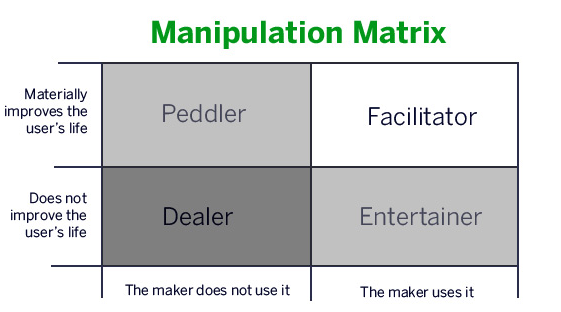 Manipulation Matrix
Materially
improves the
user's life
Peddler
Facilitator
Does not
improve the
user's life
Dealer
Entertainer
The maker does not use it
The maker uses it